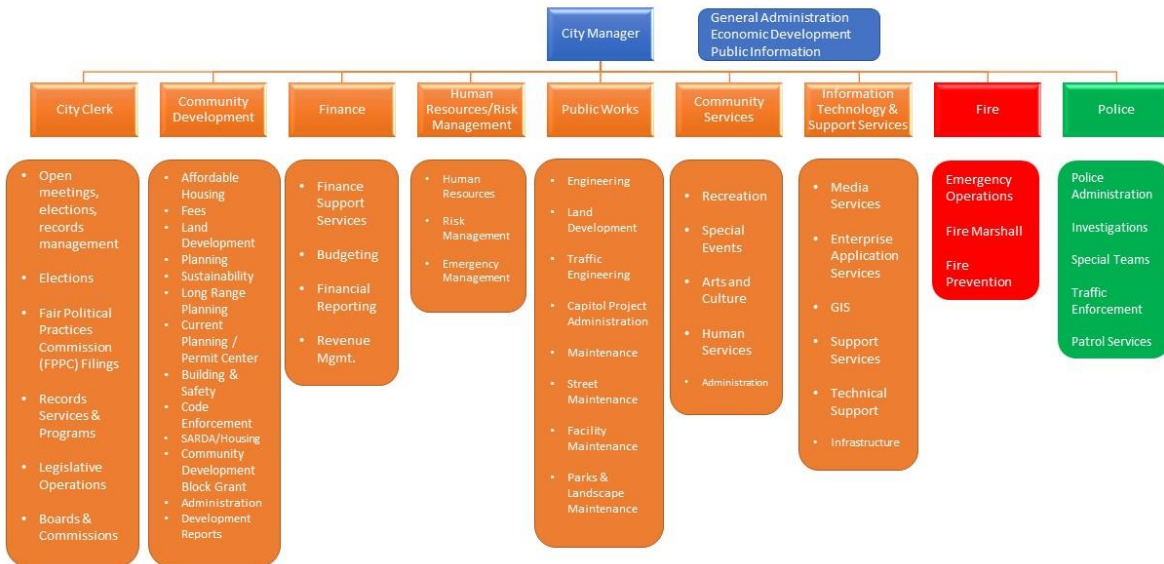 City Manager
General Administration
Economic Development
Public Information
City Clerk
Community
Development
Finance
Human
Resources/Risk
Management
Public Works
Community
Services
Information
Technology &
Support Services
Fire
Police
• Open
meetings,
elections,
records
management
• Elections
• Fair Political
Practices
Commission
(FPPC) Filings
• Records
Services &
Programs
• Legislative
Operations
• Boards &
Commissions
• Affordable
Housing
• Fees
• Land
Development
• Planning
• Sustainability
• Long Range
Planning
• Current
Planning /
Permit Center
• Building &
Safety
• Code
Enforcement
• SARDA/Housing
• Community
Development
Block Grant
• Administration
• Development
Reports
• Finance
Support
Services
• Budgeting
• Financial
Reporting
• Revenue
Mgmt.
• Human
Resources
• Risk
Management
• Emergency
Management
• Engineering
• Land
Development
• Traffic
Engineering
• Capitol Project
Administration
• Maintenance
• Street
Maintenance
• Facility
Maintenance
• Parks &
Landscape
Maintenance
• Recreation
• Special
Events
• Arts and
Culture
• Human
Services
• Administration
• Media
Services
• Enterprise
Application
Services
• GIS
• Support
Services
• Technical
Support
• Infrastructure
Emergency
Operations
Fire Marshall
Fire
Prevention
Police
Administration
Investigations
Special Teams
Traffic
Enforcement
Patrol Services